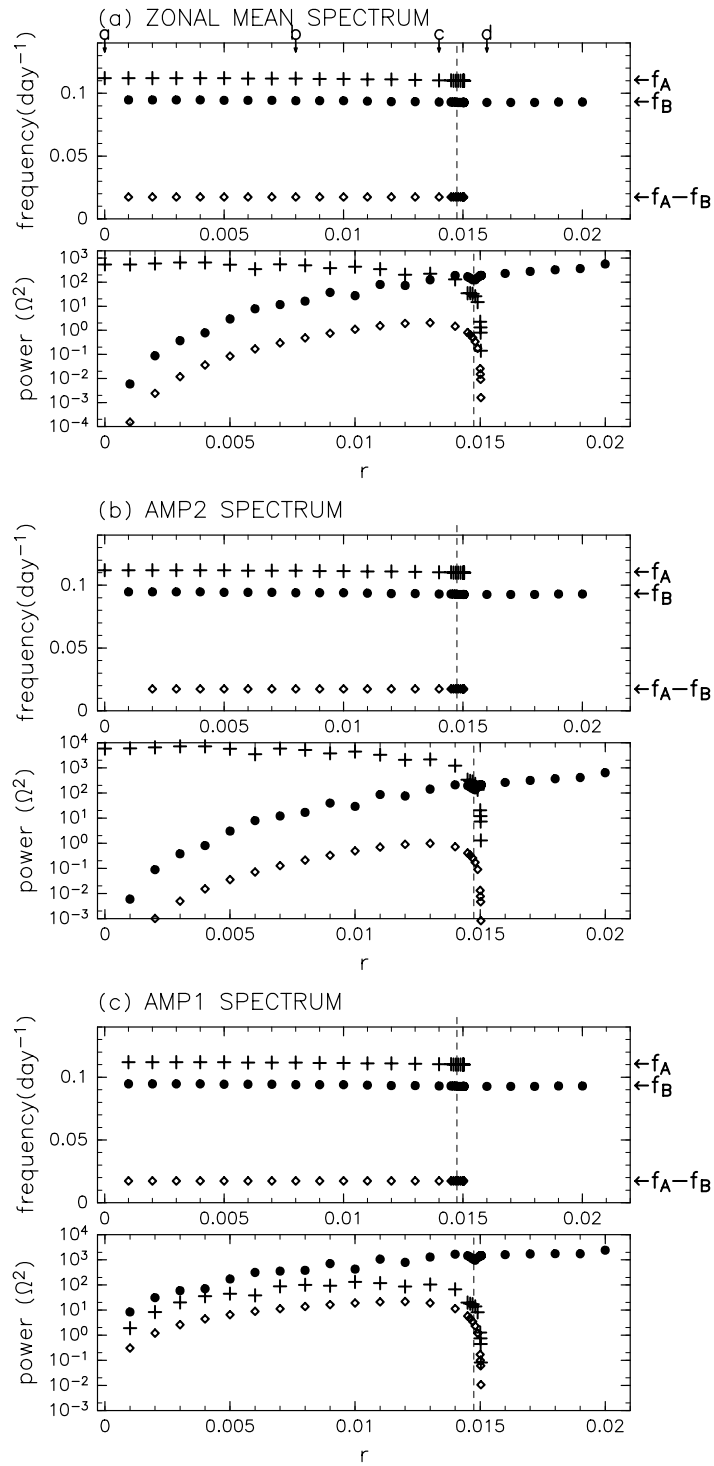 (a) ZONAL MEAN SPECTRUM
a b c d
frequency(day⁻¹)
0.1
0.05
0
←f_A
←f_B
←f_A−f_B
0 0.005 0.01 0.015 0.02
power (Ω²)
10³
10²
10¹
10⁰
10⁻¹
10⁻²
10⁻³
10⁻⁴
0 0.005 0.01 0.015 0.02
r
(b) AMP2 SPECTRUM
frequency(day⁻¹)
0.1
0.05
0
←f_A
←f_B
←f_A−f_B
0 0.005 0.01 0.015 0.02
power (Ω²)
10⁴
10³
10²
10¹
10⁰
10⁻¹
10⁻²
10⁻³
0 0.005 0.01 0.015 0.02
r
(c) AMP1 SPECTRUM
frequency(day⁻¹)
0.1
0.05
0
←f_A
←f_B
←f_A−f_B
0 0.005 0.01 0.015 0.02
power (Ω²)
10⁴
10³
10²
10¹
10⁰
10⁻¹
10⁻²
10⁻³
0 0.005 0.01 0.015 0.02
r